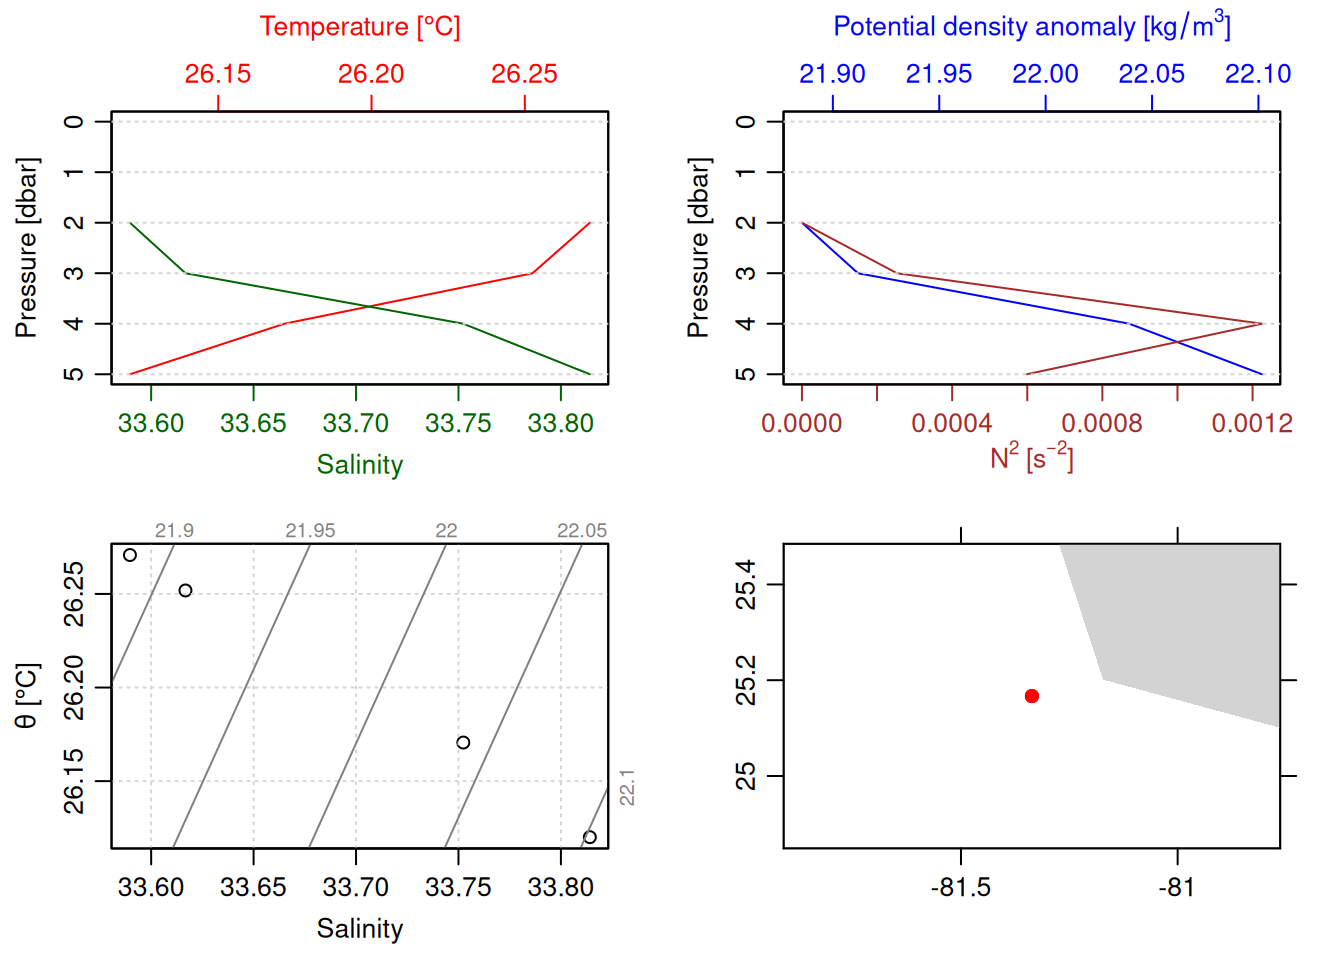 Temperature [°C]
26.15 26.20 26.25
0
1
2
3
4
5
Pressure [dbar]
33.60 33.65 33.70 33.75 33.80
Salinity
Potential density anomaly [kg/m³]
21.90 21.95 22.00 22.05 22.10
0
1
2
3
4
5
Pressure [dbar]
0.0000 0.0004 0.0008 0.0012
N² [s⁻²]
21.9 21.95 22 22.05
22.1
26.25
26.20
26.15
θ [°C]
33.60 33.65 33.70 33.75 33.80
Salinity
25.4
25.2
25
-81.5 -81